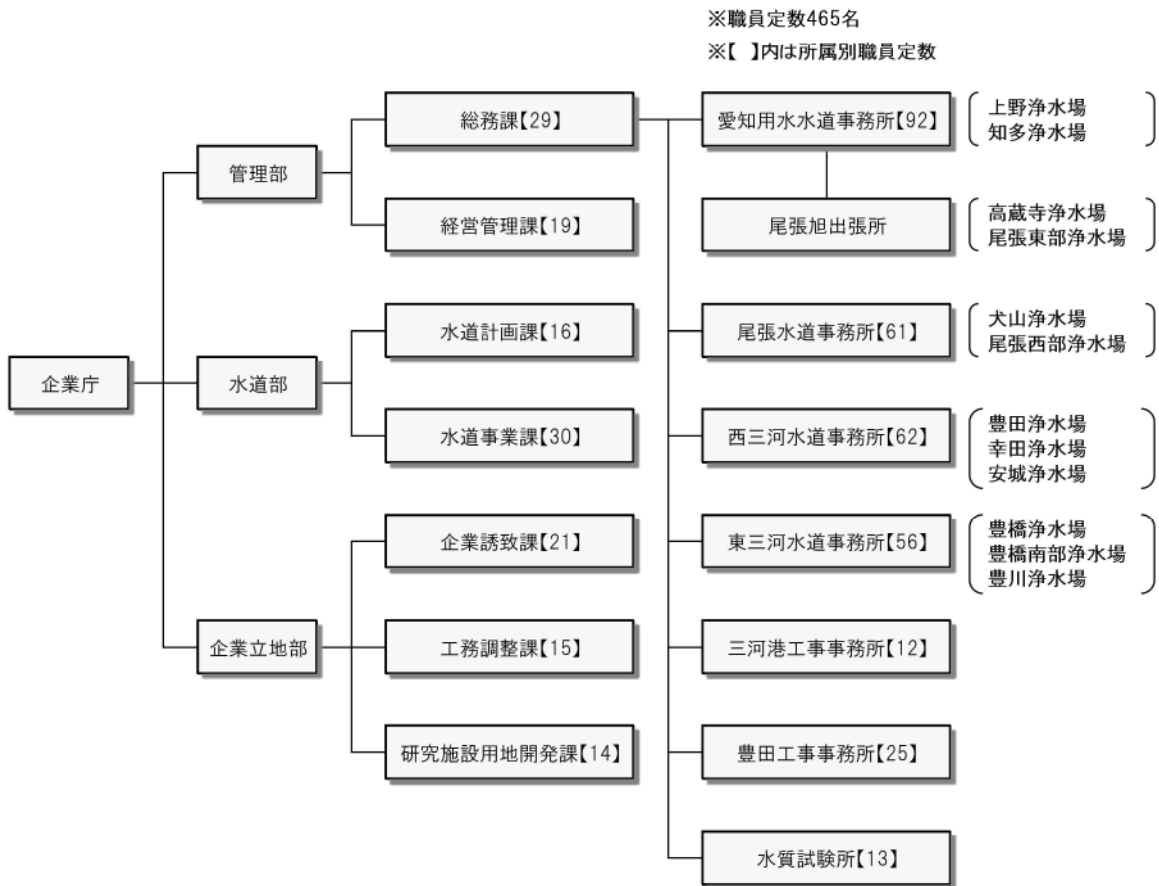 ※職員定数465名
※【 】内は所属別職員定数
企業庁
管理部
総務課【29】
経営管理課【19】
水道部
水道計画課【16】
水道事業課【30】
企業立地部
企業誘致課【21】
工務調整課【15】
研究施設用地開発課【14】
愛知用水水道事務所【92】
上野浄水場
知多浄水場
尾張旭出張所
高蔵寺浄水場
尾張東部浄水場
尾張水道事務所【61】
犬山浄水場
尾張西部浄水場
西三河水道事務所【62】
豊田浄水場
幸田浄水場
安城浄水場
東三河水道事務所【56】
豊橋浄水場
豊橋南部浄水場
豊川浄水場
三河港工事事務所【12】
豊田工事事務所【25】
水質試験所【13】